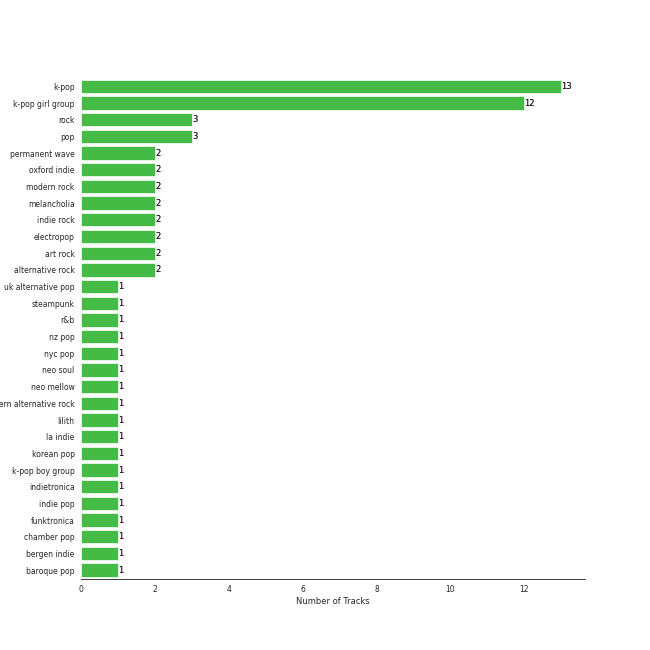 k-pop 13
k-pop girl group 12
rock 3
pop 3
permanent wave 2
oxford indie 2
modern rock 2
melancholia 2
indie rock 2
electropop 2
art rock 2
alternative rock 2
uk alternative pop 1
steampunk 1
r&b 1
nz pop 1
nyc pop 1
neo soul 1
neo mellow 1
ern alternative rock 1
lilith 1
la indie 1
korean pop 1
k-pop boy group 1
indietronica 1
indie pop 1
funktronica 1
chamber pop 1
bergen indie 1
baroque pop 1
0 2 4 6 8 10 12
Number of Tracks